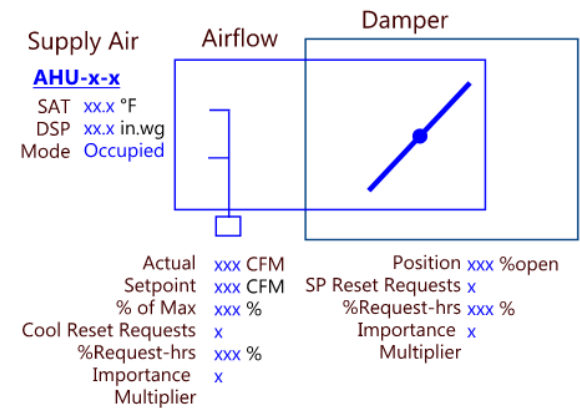 Supply Air
AHU-x-x
SAT xx.x °F
DSP xx.x in.wg
Mode Occupied
Airflow
Actual xxx CFM
Setpoint xxx CFM
% of Max xxx %
Cool Reset Requests x
%Request-hrs xxx %
Importance x
Multiplier
Damper
Position xxx %open
SP Reset Requests x
%Request-hrs xxx %
Importance x
Multiplier